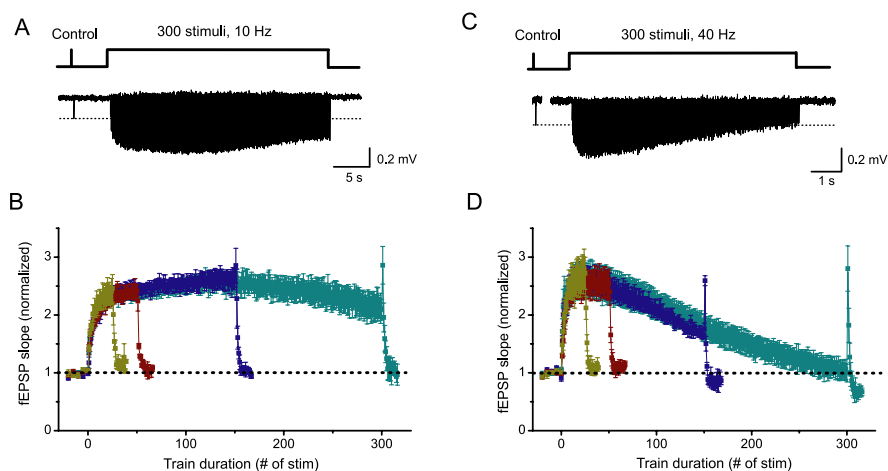 A
Control
300 stimuli, 10 Hz
0.2 mV
5 s
C
Control
300 stimuli, 40 Hz
0.2 mV
1 s
B
fEPSP slope (normalized)
3
2
1
0
0
100
200
300
Train duration (# of stim)
D
fEPSP slope (normalized)
3
2
1
0
0
100
200
300
Train duration (# of stim)